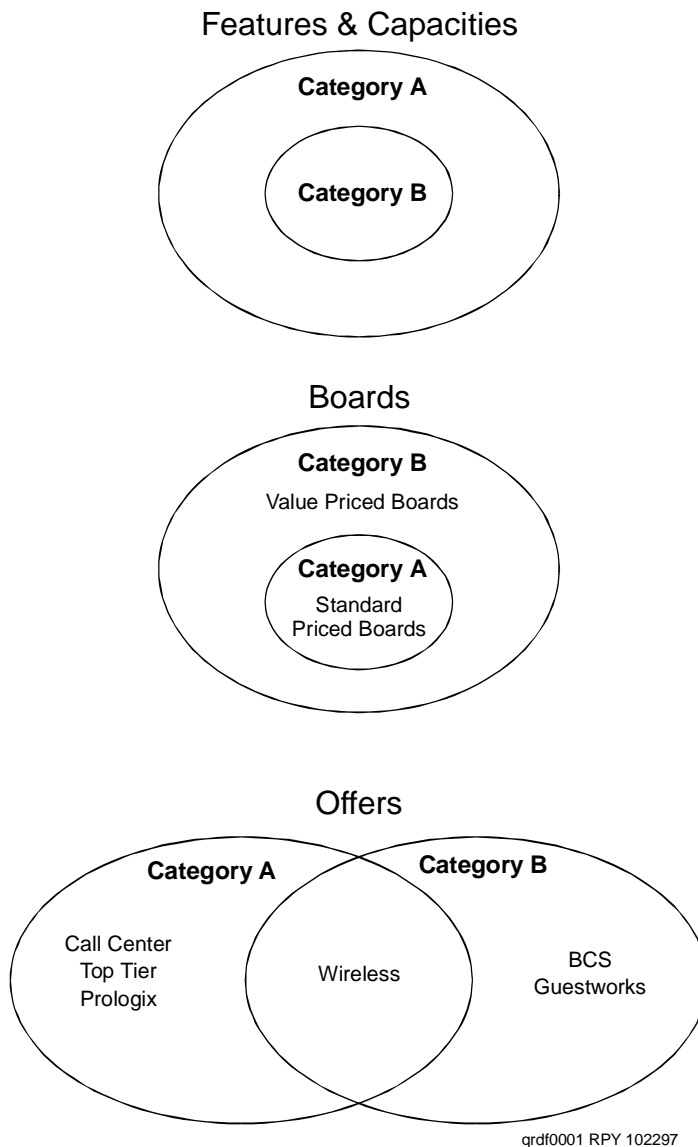 Features & Capacities
Category A
Category B
Boards
Category B
Value Priced Boards
Category A
Standard
Priced Boards
Offers
Category A
Category B
Call Center
Top Tier
Prologix
Wireless
BCS
Guestworks
qrdf0001 RPY 102297